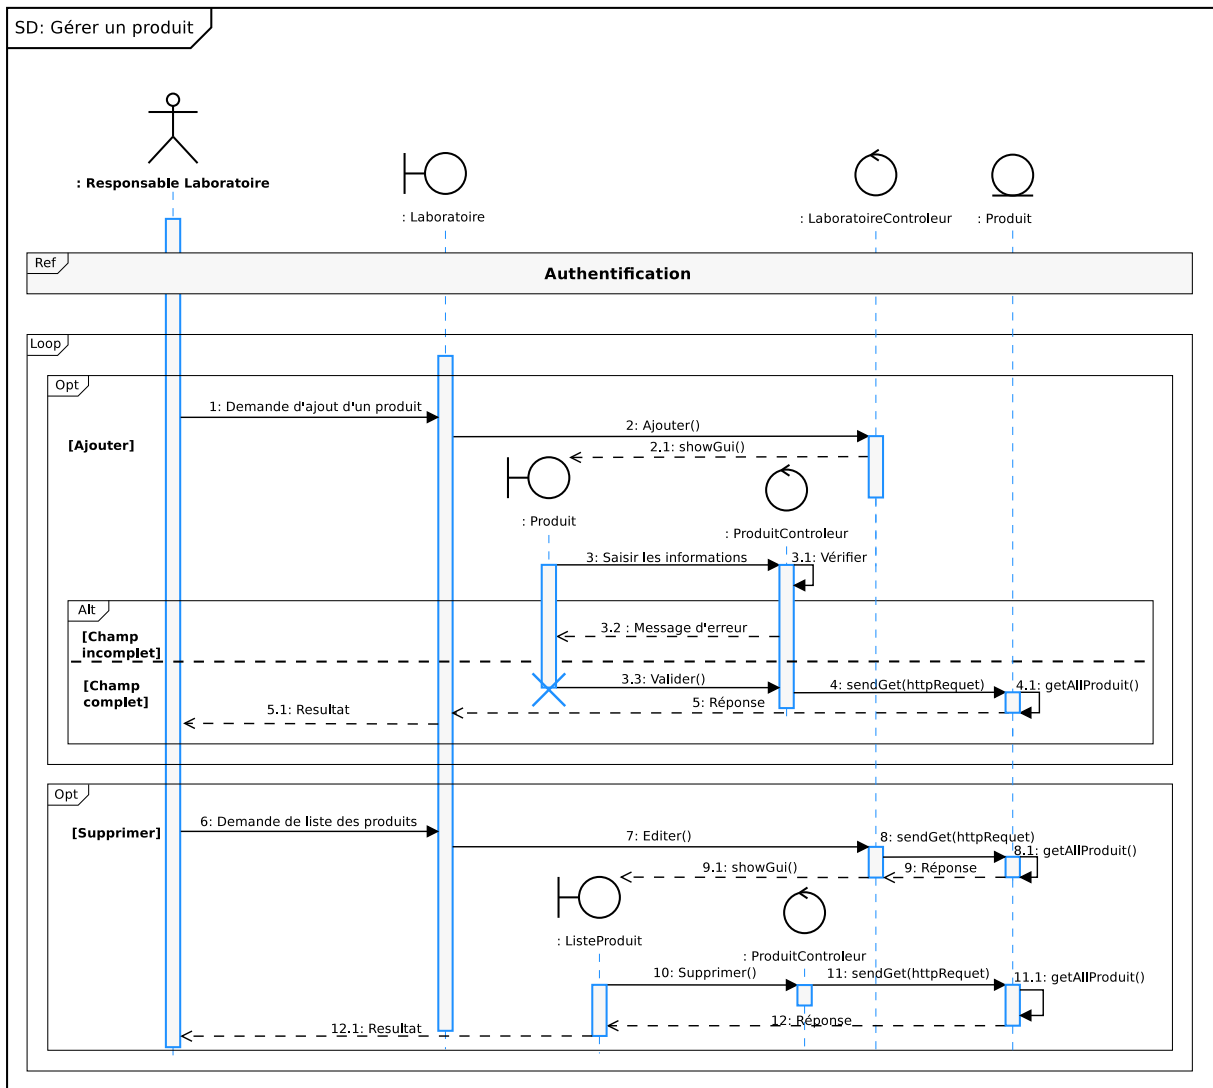 SD: Gérer un produit
: Responsable Laboratoire
: Laboratoire
: LaboratoireControleur
: Produit
Ref
Authentification
Loop
Opt
1: Demande d'ajout d'un produit
[Ajouter]
2: Ajouter()
2.1: showGui()
: Produit
: ProduitControleur
3: Saisir les informations
3.1: Vérifier
Alt
[Champ
incomplet]
3.2 : Message d'erreur
[Champ
complet]
3.3: Valider()
4: sendGet(httpRequet)
4.1: getAllProduit()
5: Réponse
5.1: Resultat
Opt
[Supprimer]
6: Demande de liste des produits
7: Editer()
8: sendGet(httpRequet)
8.1: getAllProduit()
9: Réponse
9.1: showGui()
: ListeProduit
: ProduitControleur
10: Supprimer()
11: sendGet(httpRequet)
11.1: getAllProduit()
12: Réponse
12.1: Resultat